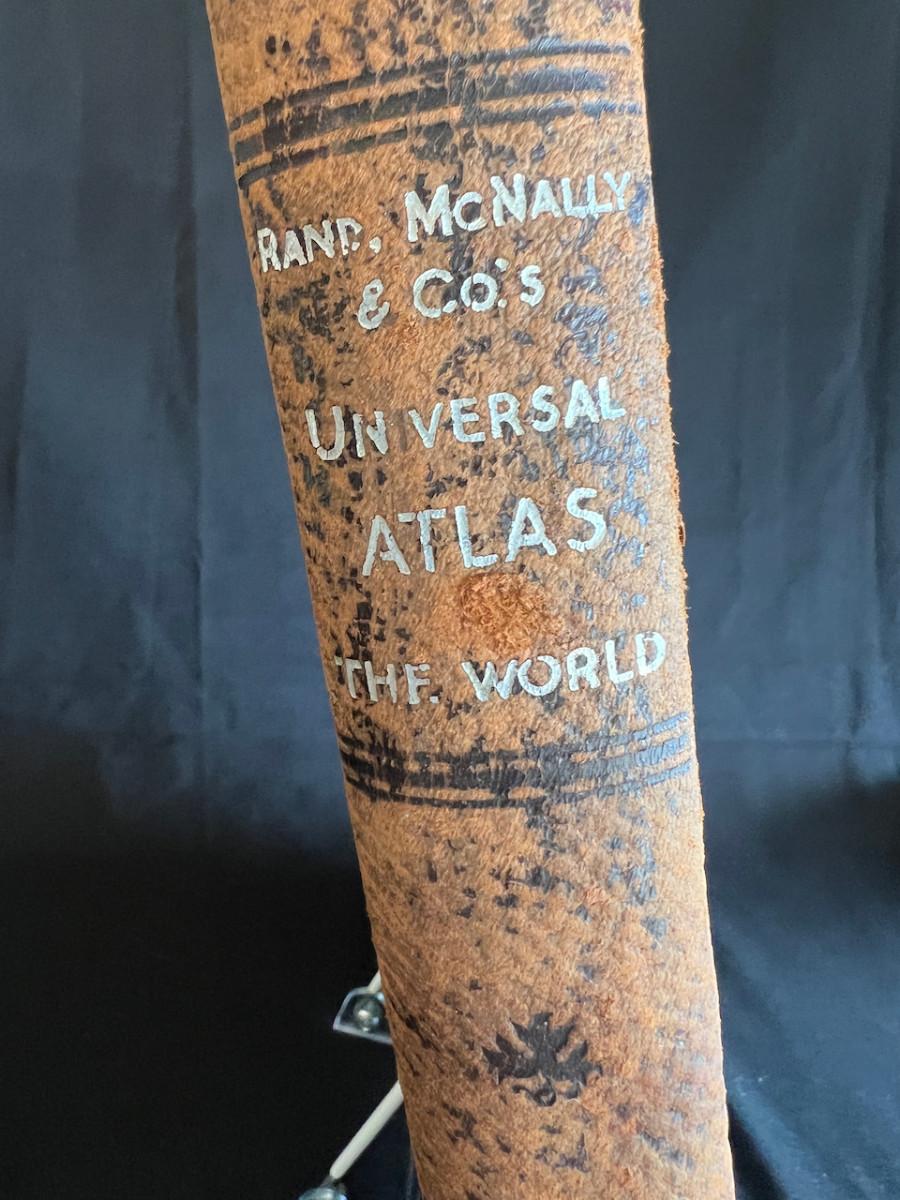 RAND, McNALLY
& Co's
UNIVERSAL
ATLAS
THE WORLD